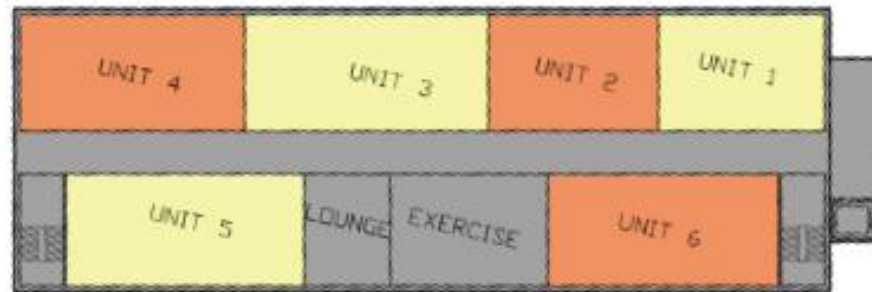 UNIT 4
UNIT 3
UNIT 2
UNIT 1
UNIT 5
LOUNGE
EXERCISE
UNIT 6